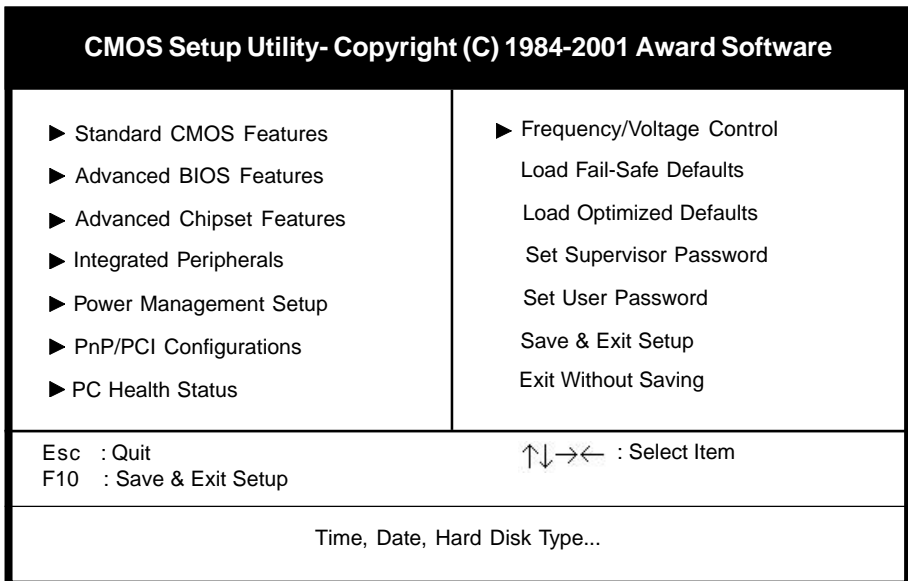 CMOS Setup Utility- Copyright (C) 1984-2001 Award Software
▶ Standard CMOS Features
▶ Advanced BIOS Features
▶ Advanced Chipset Features
▶ Integrated Peripherals
▶ Power Management Setup
▶ PnP/PCI Configurations
▶ PC Health Status
▶ Frequency/Voltage Control
Load Fail-Safe Defaults
Load Optimized Defaults
Set Supervisor Password
Set User Password
Save & Exit Setup
Exit Without Saving
Esc : Quit
F10 : Save & Exit Setup
↑↓→← : Select Item
Time, Date, Hard Disk Type...